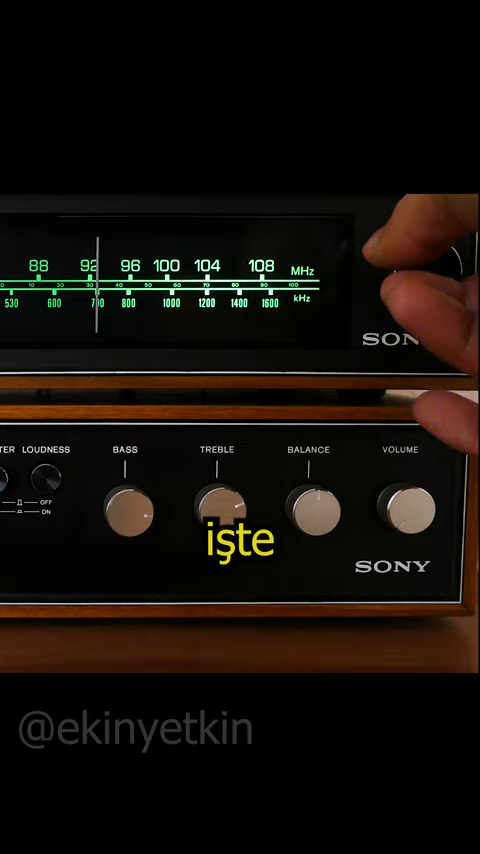 88 92 96 100 104 108 MHz
0 10 20 30 40 50 60 70 80 90 100
530 600 700 800 1000 1200 1400 1600 kHz
SONY
LOUDNESS BASS TREBLE BALANCE VOLUME
OFF
ON
işte
SONY
@ekinyetkin